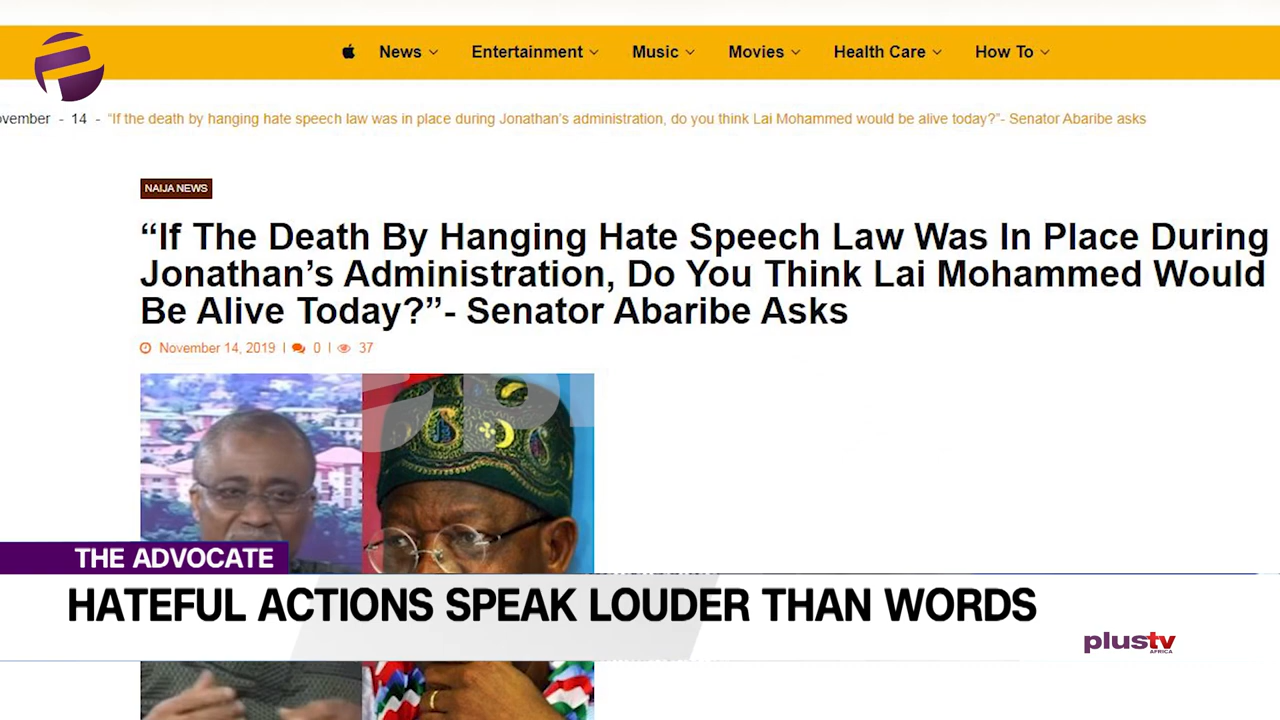 News
Entertainment
Music
Movies
Health Care
How To
ovember - 14 - “If the death by hanging hate speech law was in place during Jonathan’s administration, do you think Lai Mohammed would be alive today?”- Senator Abaribe asks
NAIJA NEWS
“If The Death By Hanging Hate Speech Law Was In Place During
Jonathan’s Administration, Do You Think Lai Mohammed Would
Be Alive Today?”- Senator Abaribe Asks
November 14, 2019 | 0 | 37
THE ADVOCATE
HATEFUL ACTIONS SPEAK LOUDER THAN WORDS
plustv
AFRICA